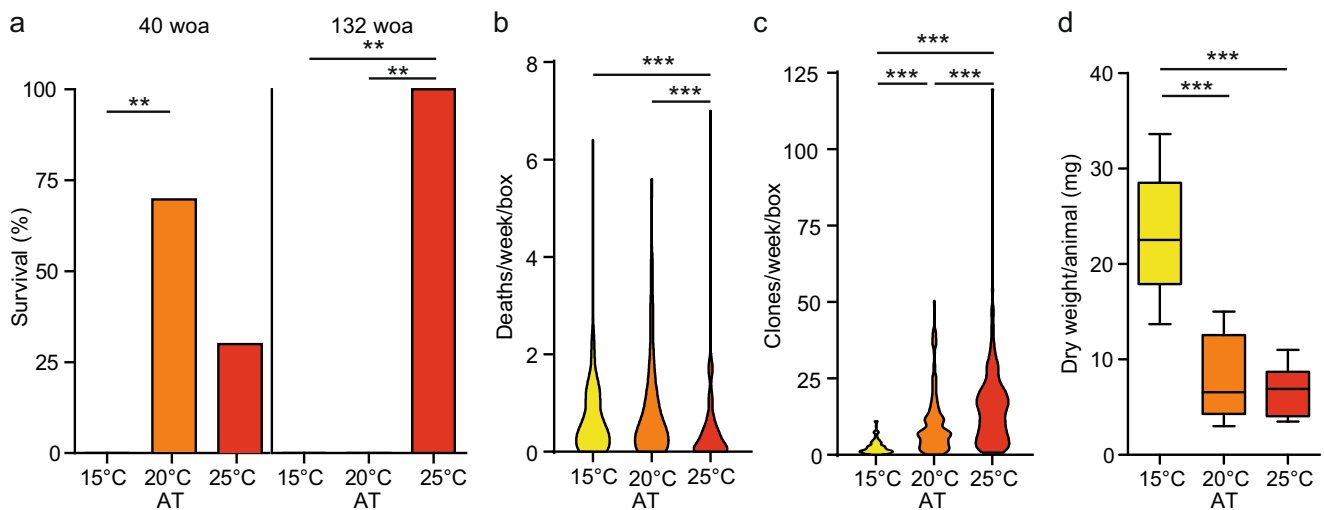 a
40 woa
132 woa
**
**
**
Survival (%)
100
75
50
25
0
15°C
20°C
25°C
15°C
20°C
25°C
AT
AT
b
***
***
Deaths/week/box
8
6
4
2
0
15°C
20°C
25°C
AT
c
***
***
***
Clones/week/box
125
100
75
50
25
0
15°C
20°C
25°C
AT
d
***
***
Dry weight/animal (mg)
40
30
20
10
0
15°C
20°C
25°C
AT